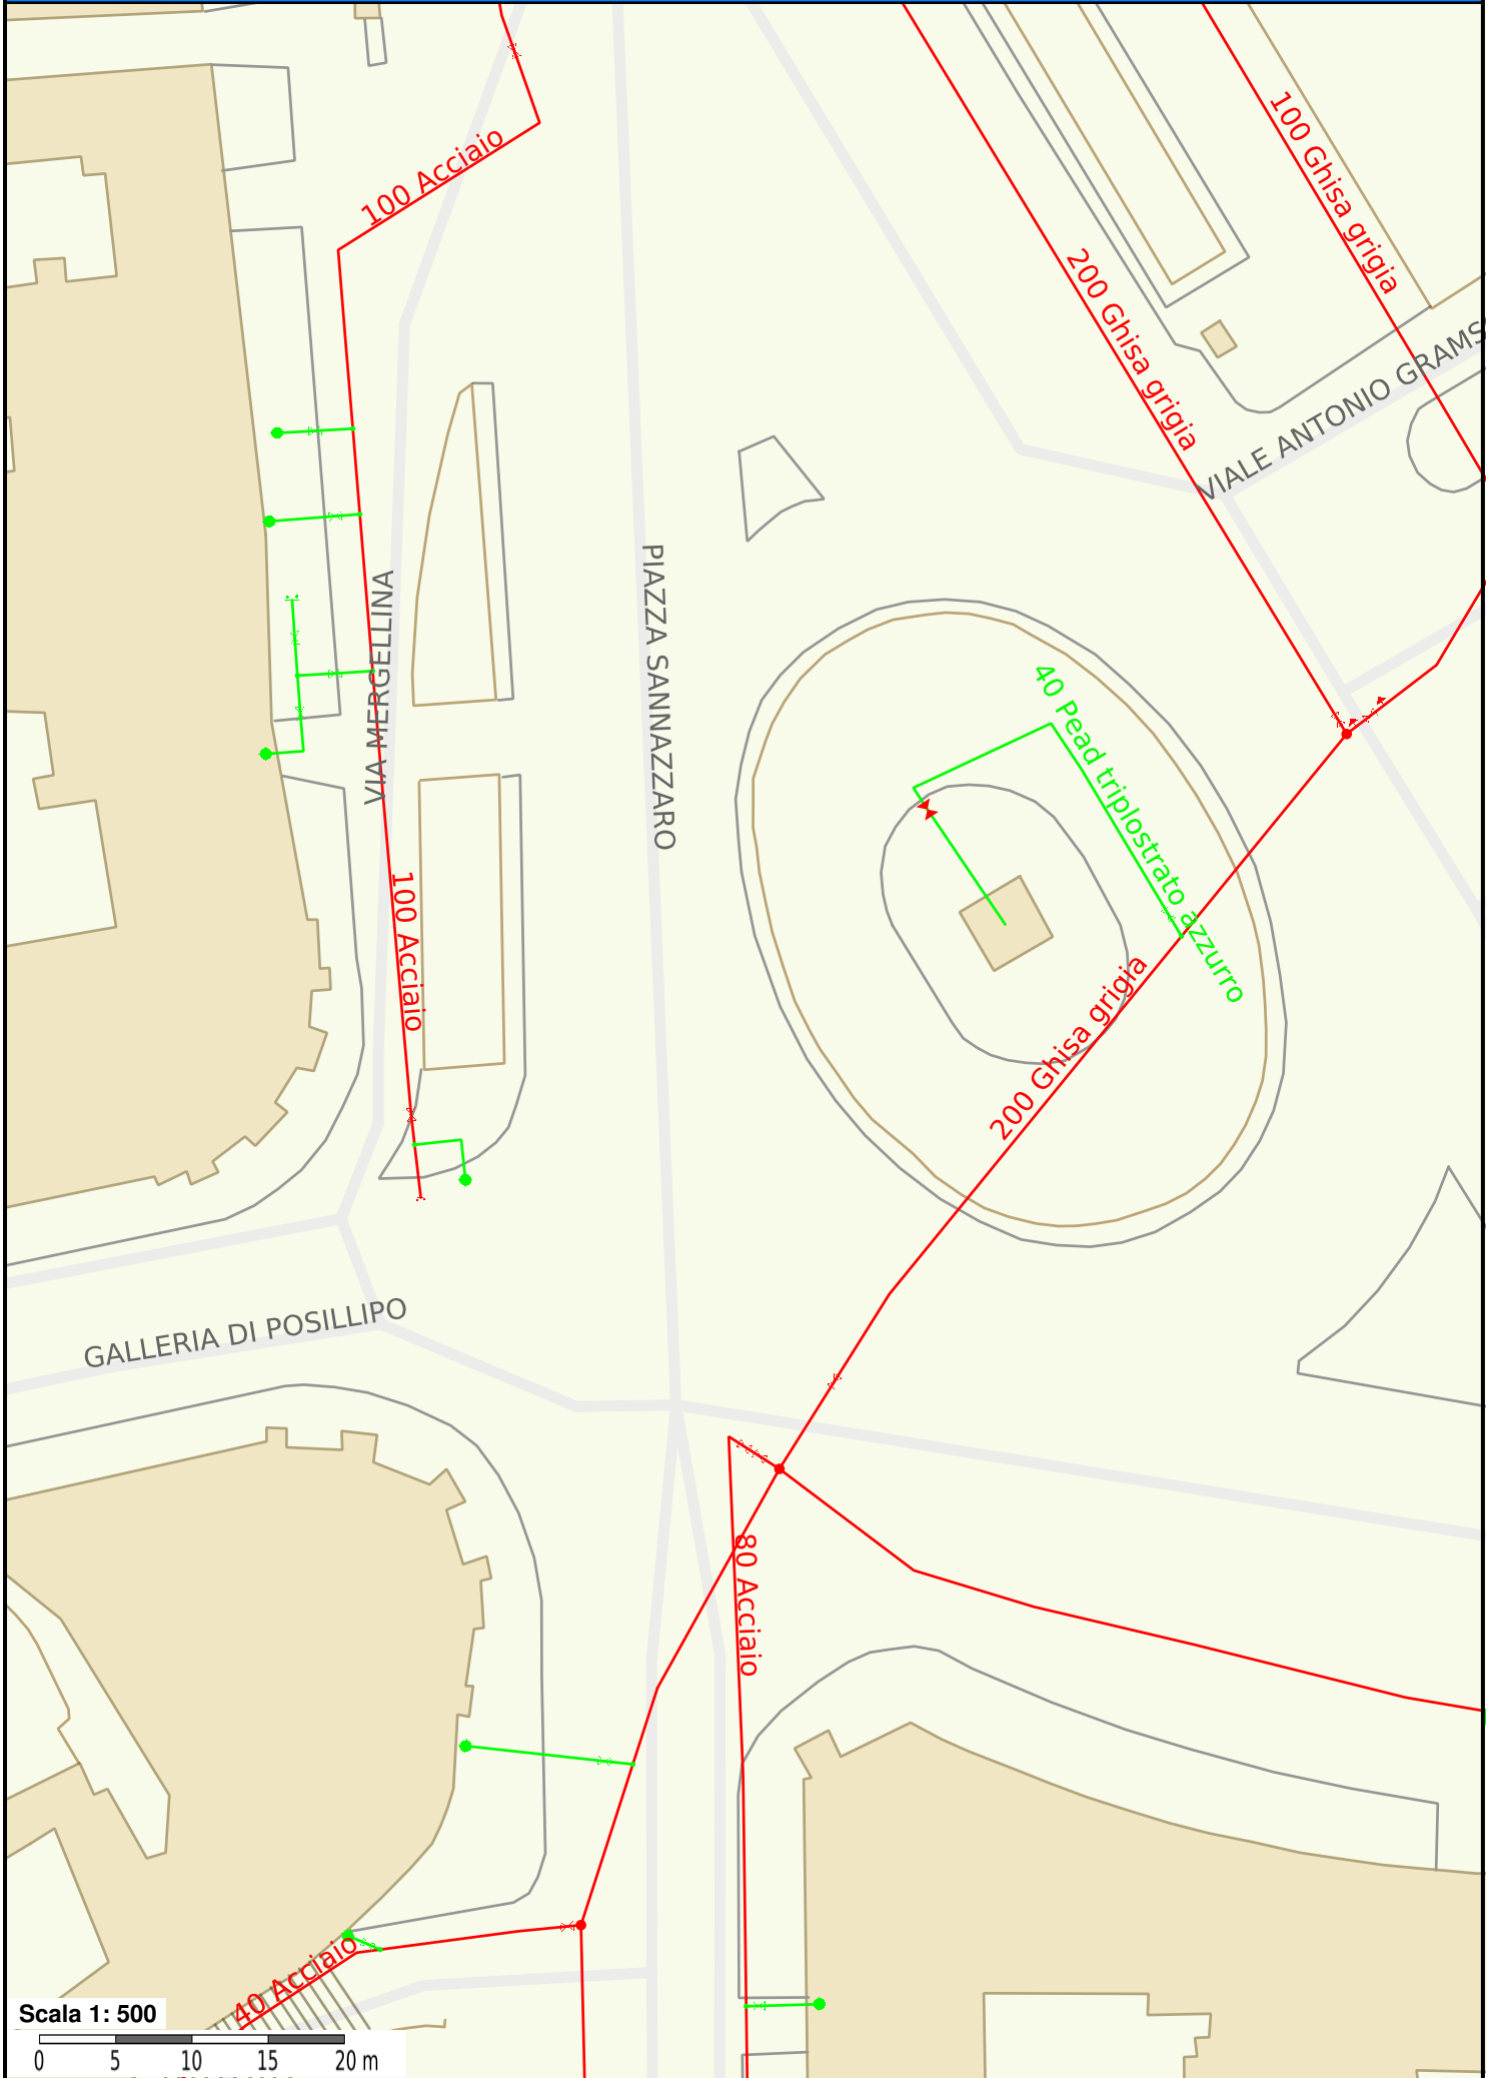 100 Acciaio
100 Ghisa grigia
200 Ghisa grigia
VIALE ANTONIO GRAMS
VIA MERGELLINA
PIAZZA SANNAZZARO
40 Pead triplostrato azzurro
100 Acciaio
200 Ghisa grigia
GALLERIA DI POSILLIPO
80 Acciaio
40 Acciaio
Scala 1: 500
0 5 10 15 20 m